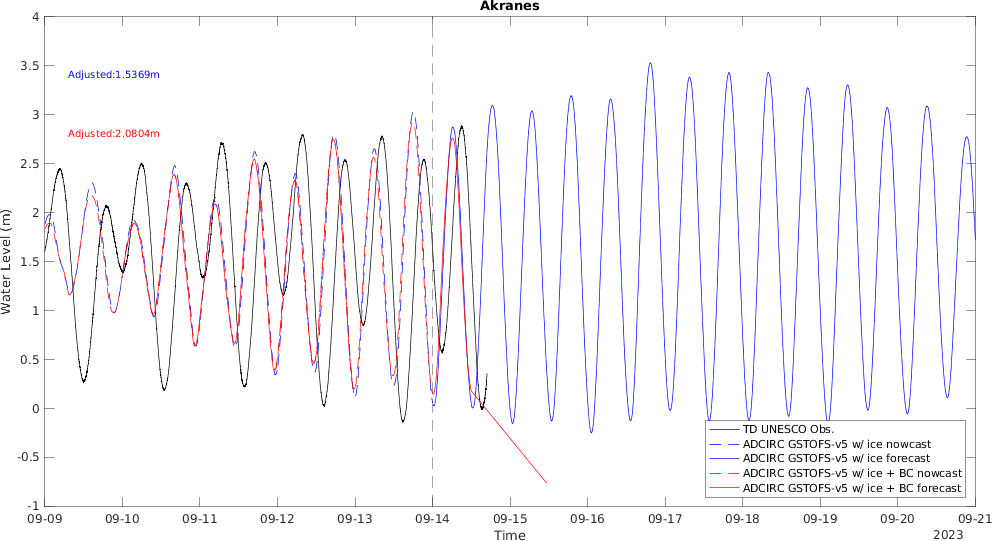 Akranes
4
3.5
3
2.5
2
1.5
1
0.5
0
-0.5
-1
Water Level (m)
Adjusted:1.5369m
Adjusted:2.0804m
TD UNESCO Obs.
ADCIRC GSTOFS-v5 w/ ice nowcast
ADCIRC GSTOFS-v5 w/ ice forecast
ADCIRC GSTOFS-v5 w/ ice + BC nowcast
ADCIRC GSTOFS-v5 w/ ice + BC forecast
09-09 09-10 09-11 09-12 09-13 09-14 09-15 09-16 09-17 09-18 09-19 09-20 09-21
Time
2023